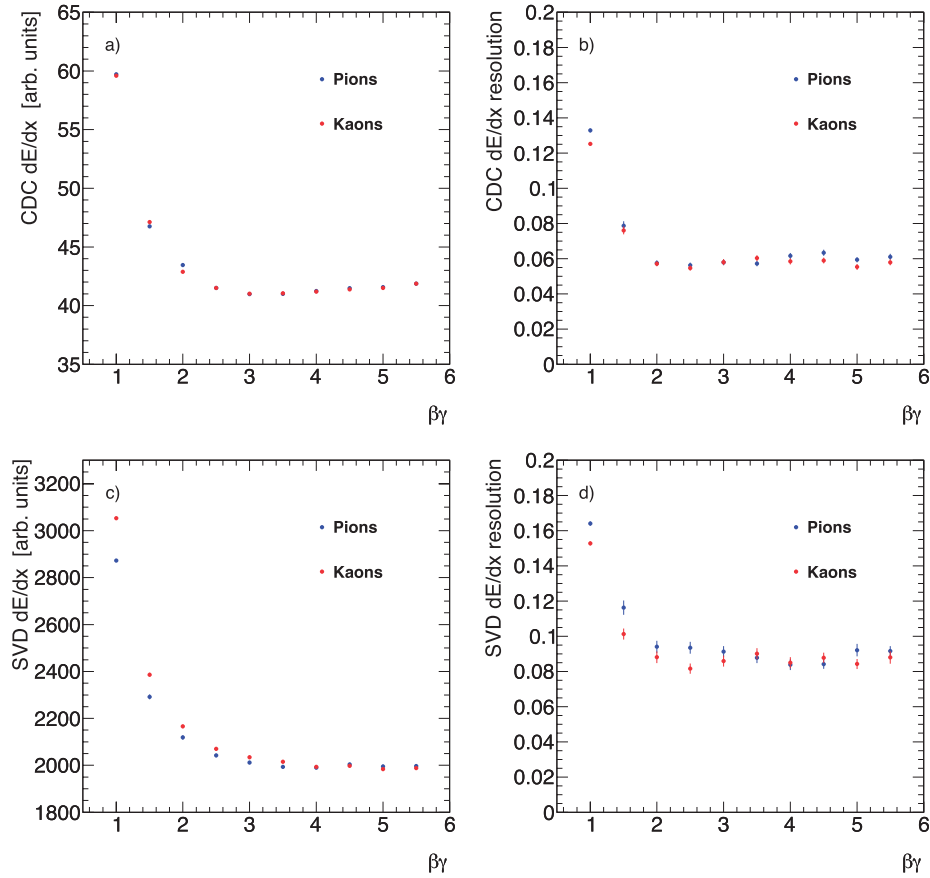 a)
CDC dE/dx [arb. units]
65
60
55
50
45
40
35
Pions
Kaons
1 2 3 4 5 6
βγ
b)
CDC dE/dx resolution
0.2
0.18
0.16
0.14
0.12
0.1
0.08
0.06
0.04
0.02
0
Pions
Kaons
1 2 3 4 5 6
βγ
c)
SVD dE/dx [arb. units]
3200
3000
2800
2600
2400
2200
2000
1800
Pions
Kaons
1 2 3 4 5 6
βγ
d)
SVD dE/dx resolution
0.2
0.18
0.16
0.14
0.12
0.1
0.08
0.06
0.04
0.02
0
Pions
Kaons
1 2 3 4 5 6
βγ